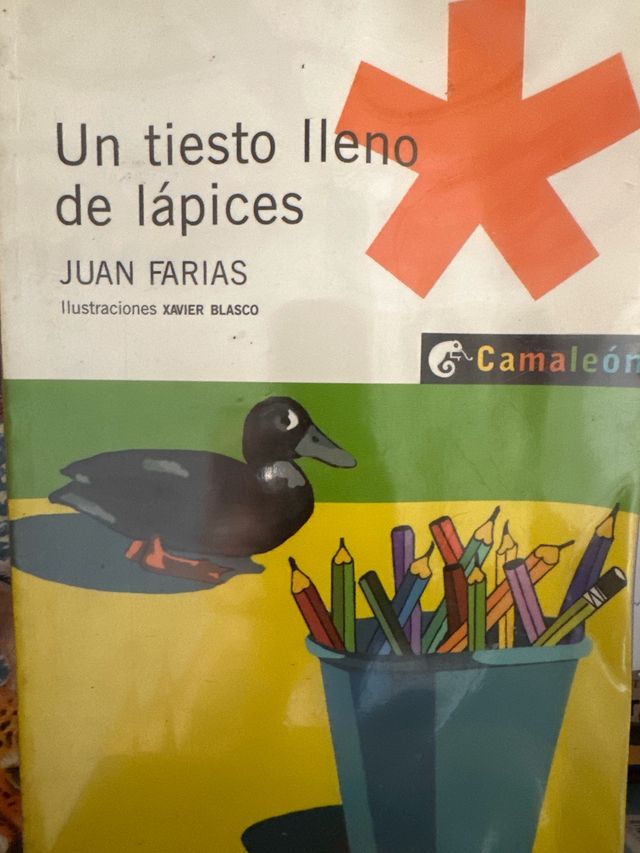 Un tiesto lleno
de lápices
JUAN FARIAS
Ilustraciones XAVIER BLASCO
Camaleón